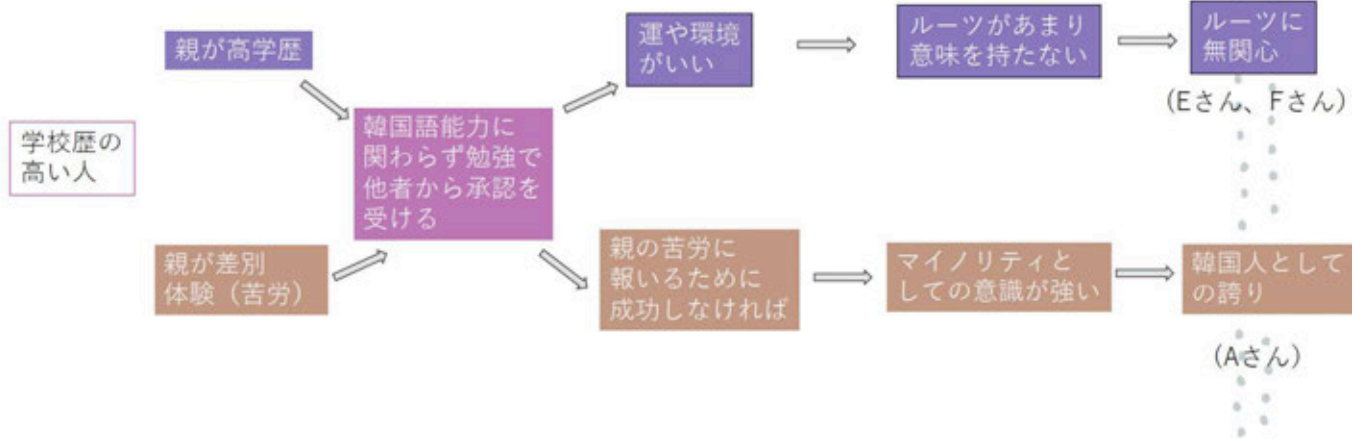 親が高学歴
運や環境
がいい
ルーツがあまり
意味を持たない
ルーツに
無関心
(Eさん、Fさん)
学校歴の
高い人
韓国語能力に
関わらず勉強で
他者から承認を
受ける
親が差別
体験（苦労）
親の苦労に
報いるために
成功しなければ
マイノリティと
しての意識が強い
韓国人として
の誇り
(Aさん)